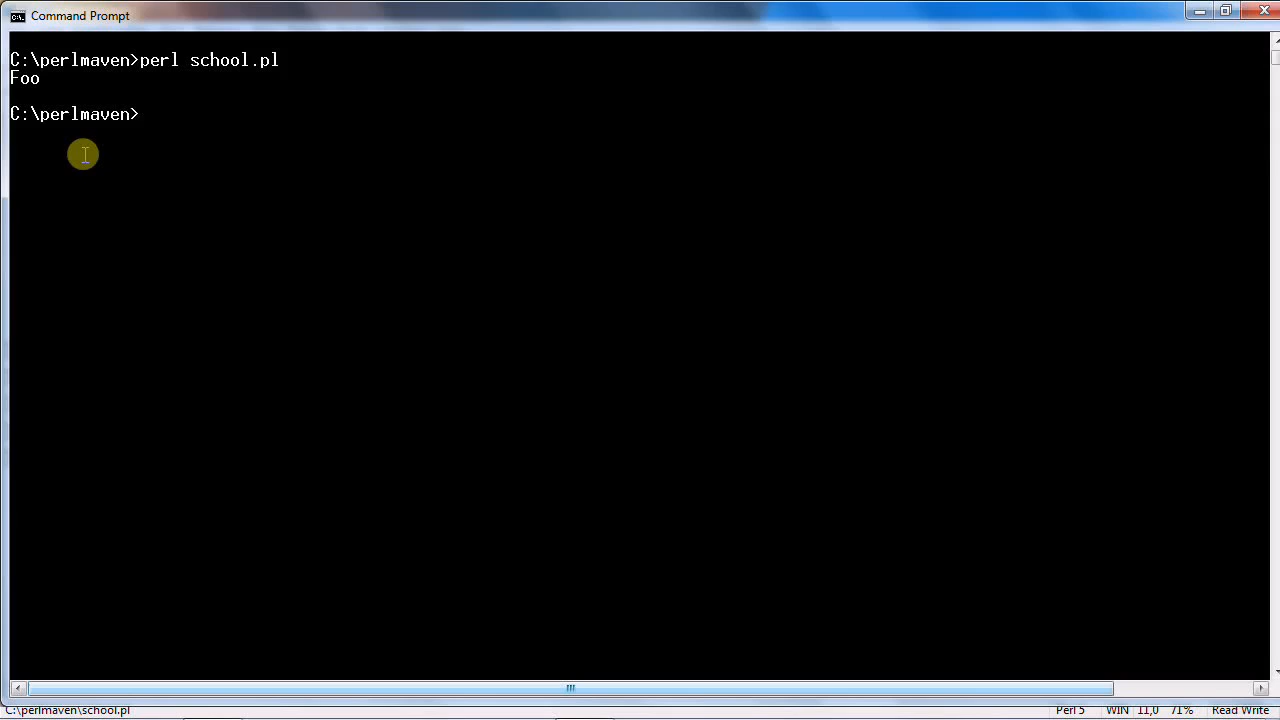 Command Prompt
C:\perlmaven>perl school.pl
Foo
C:\perlmaven>
C:\perlmaven\school.pl Perl 5 WIN 11,0 71% Read Write